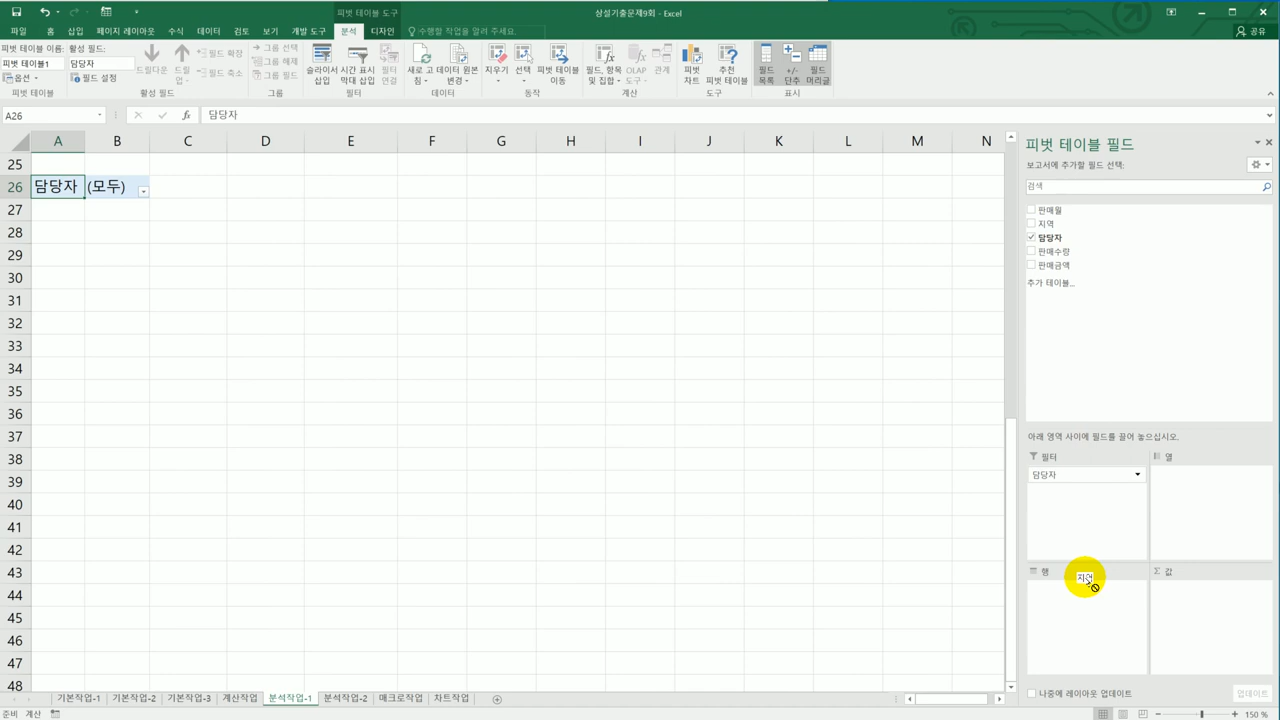 피벗 테이블 도구
상설기출문제9회 - Excel
파일 홈 삽입 페이지 레이아웃 수식 데이터 검토 보기 개발 도구 분석 디자인 수행할 작업을 알려 주세요. 공유
피벗 테이블 이름: 활성 필드:
피벗테이블1 담당자
옵션 필드 설정
드릴다운 드릴업 필드 확장 필드 축소
그룹 선택 그룹 해제 그룹 필드
슬라이서 삽입 시간 표시 막대 삽입 필터 연결
새로 고침 데이터 원본 변경
지우기 선택 피벗 테이블 이동
필드, 항목 및 집합 OLAP 도구 관계
피벗 차트 추천 피벗 테이블
필드 목록 +/- 단추 필드 머리글
피벗 테이블 활성 필드 그룹 필터 데이터 동작 계산 도구 표시
A26 fx 담당자
A B C D E F G H I J K L M N
25
26 담당자 (모두)
27
28
29
30
31
32
33
34
35
36
37
38
39
40
41
42
43
44
45
46
47
48
피벗 테이블 필드
보고서에 추가할 필드 선택:
검색
판매월
지역
담당자
판매수량
판매금액
추가 테이블...
아래 영역 사이에 필드를 끌어 놓으십시오.
필터 열
담당자
행 Σ 값
지역
나중에 레이아웃 업데이트 업데이트
기본작업-1 기본작업-2 기본작업-3 계산작업 분석작업-1 분석작업-2 매크로작업 차트작업
준비 계산 150 %